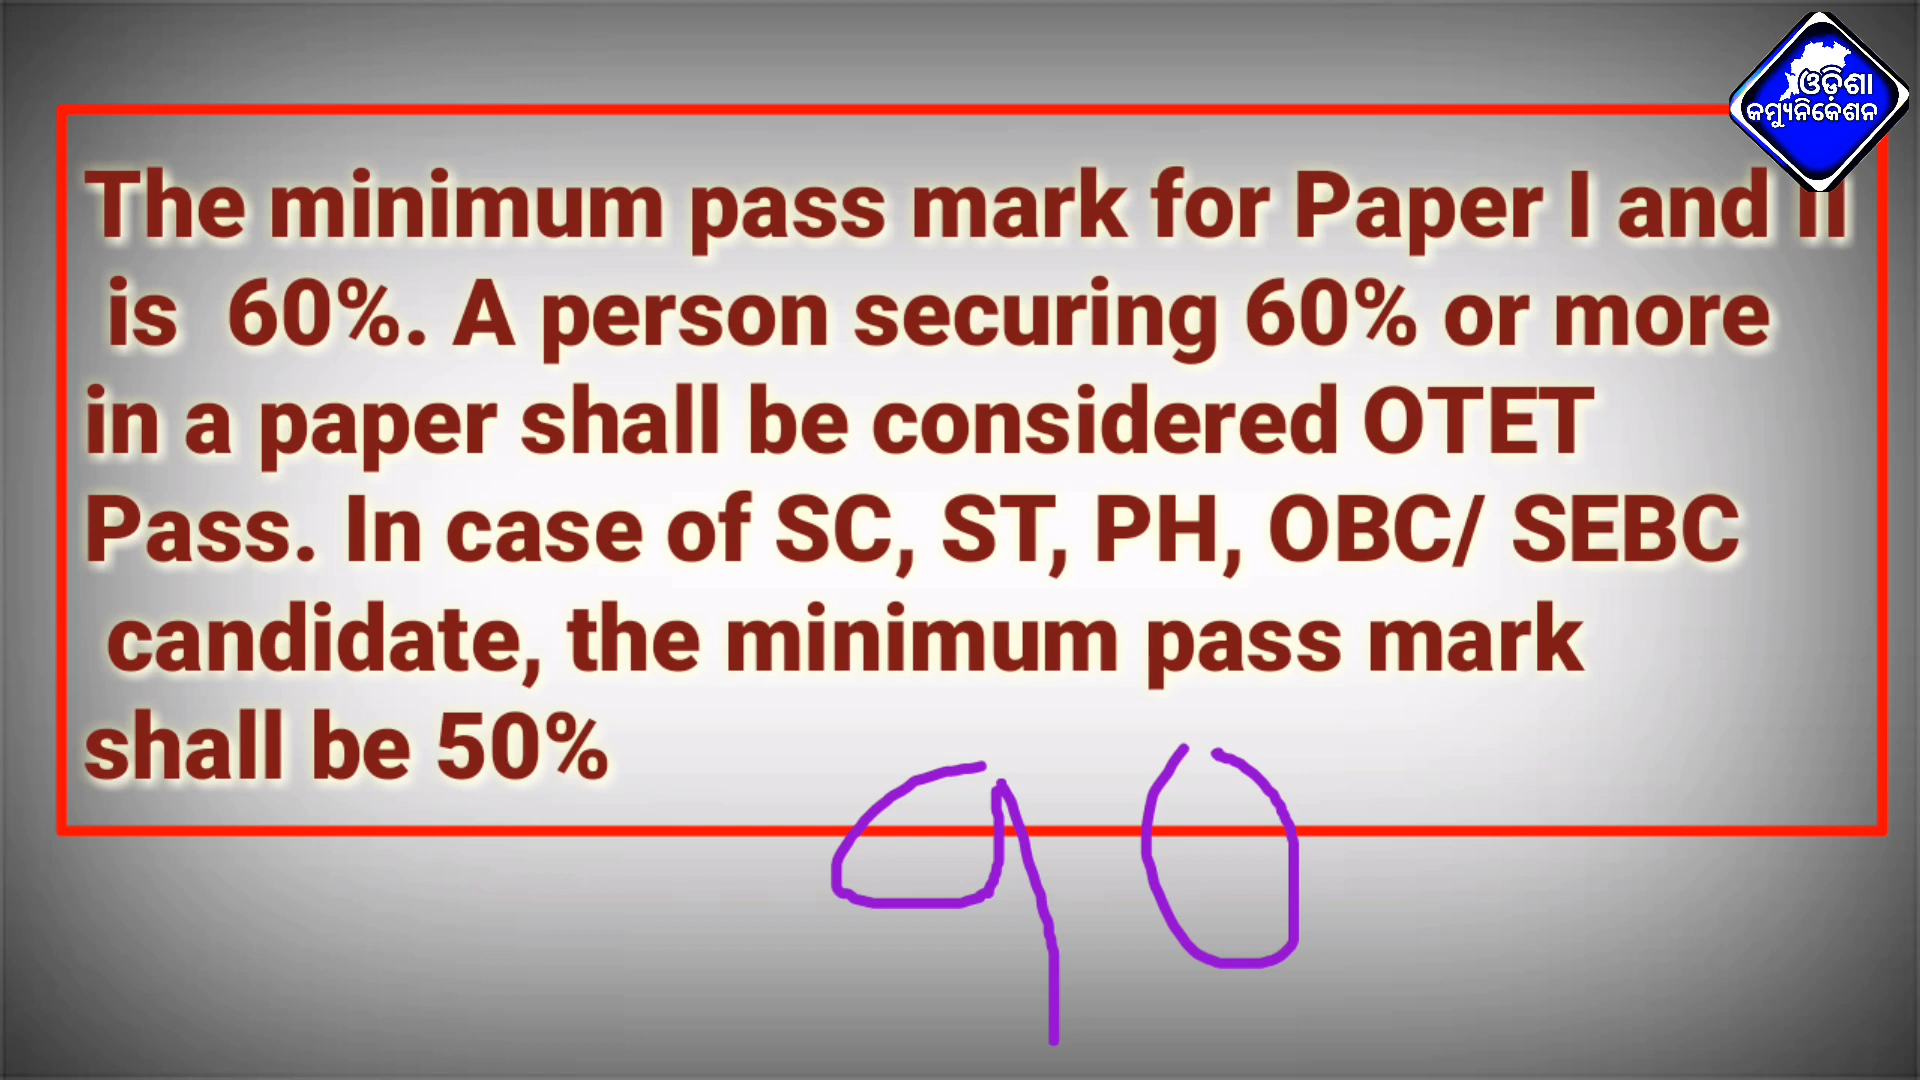 ଓଡ଼ିଶା
କମ୍ୟୁନିକେଶନ
The minimum pass mark for Paper I and II
is 60%. A person securing 60% or more
in a paper shall be considered OTET
Pass. In case of SC, ST, PH, OBC/ SEBC
candidate, the minimum pass mark
shall be 50%
90